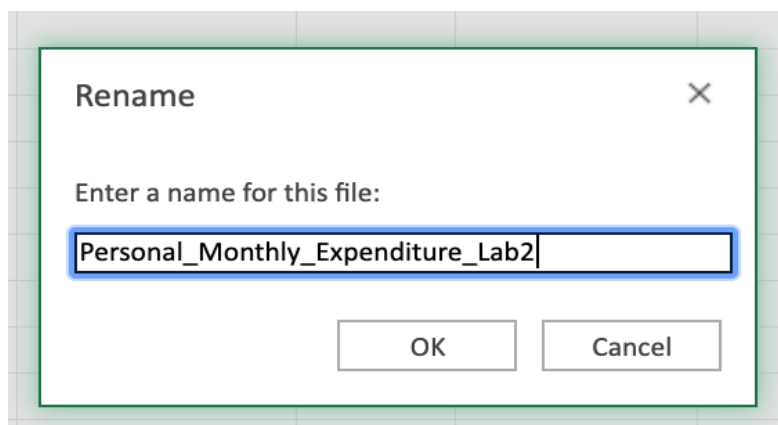 Rename
Enter a name for this file:
Personal_Monthly_Expenditure_Lab2
OK Cancel